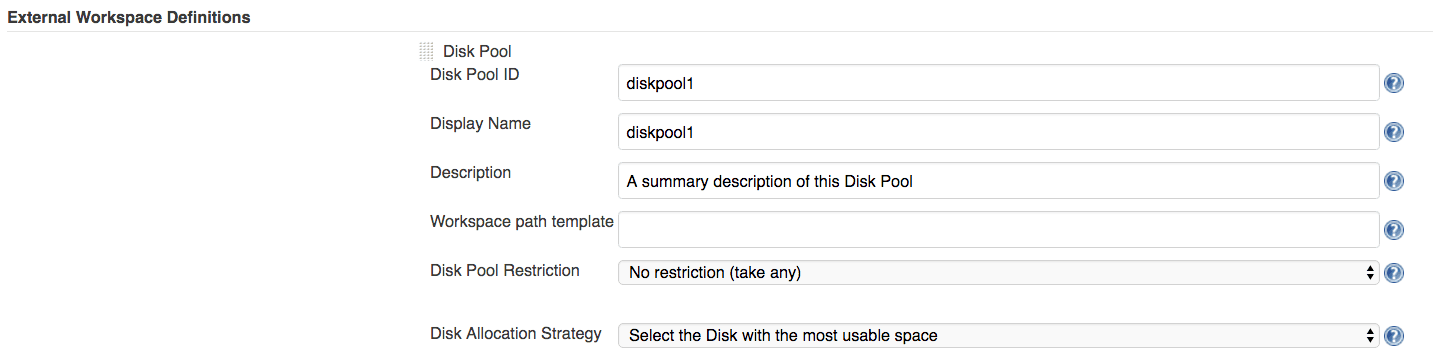 External Workspace Definitions
Disk Pool
Disk Pool ID
diskpool1
Display Name
diskpool1
Description
A summary description of this Disk Pool
Workspace path template
Disk Pool Restriction
No restriction (take any)
Disk Allocation Strategy
Select the Disk with the most usable space